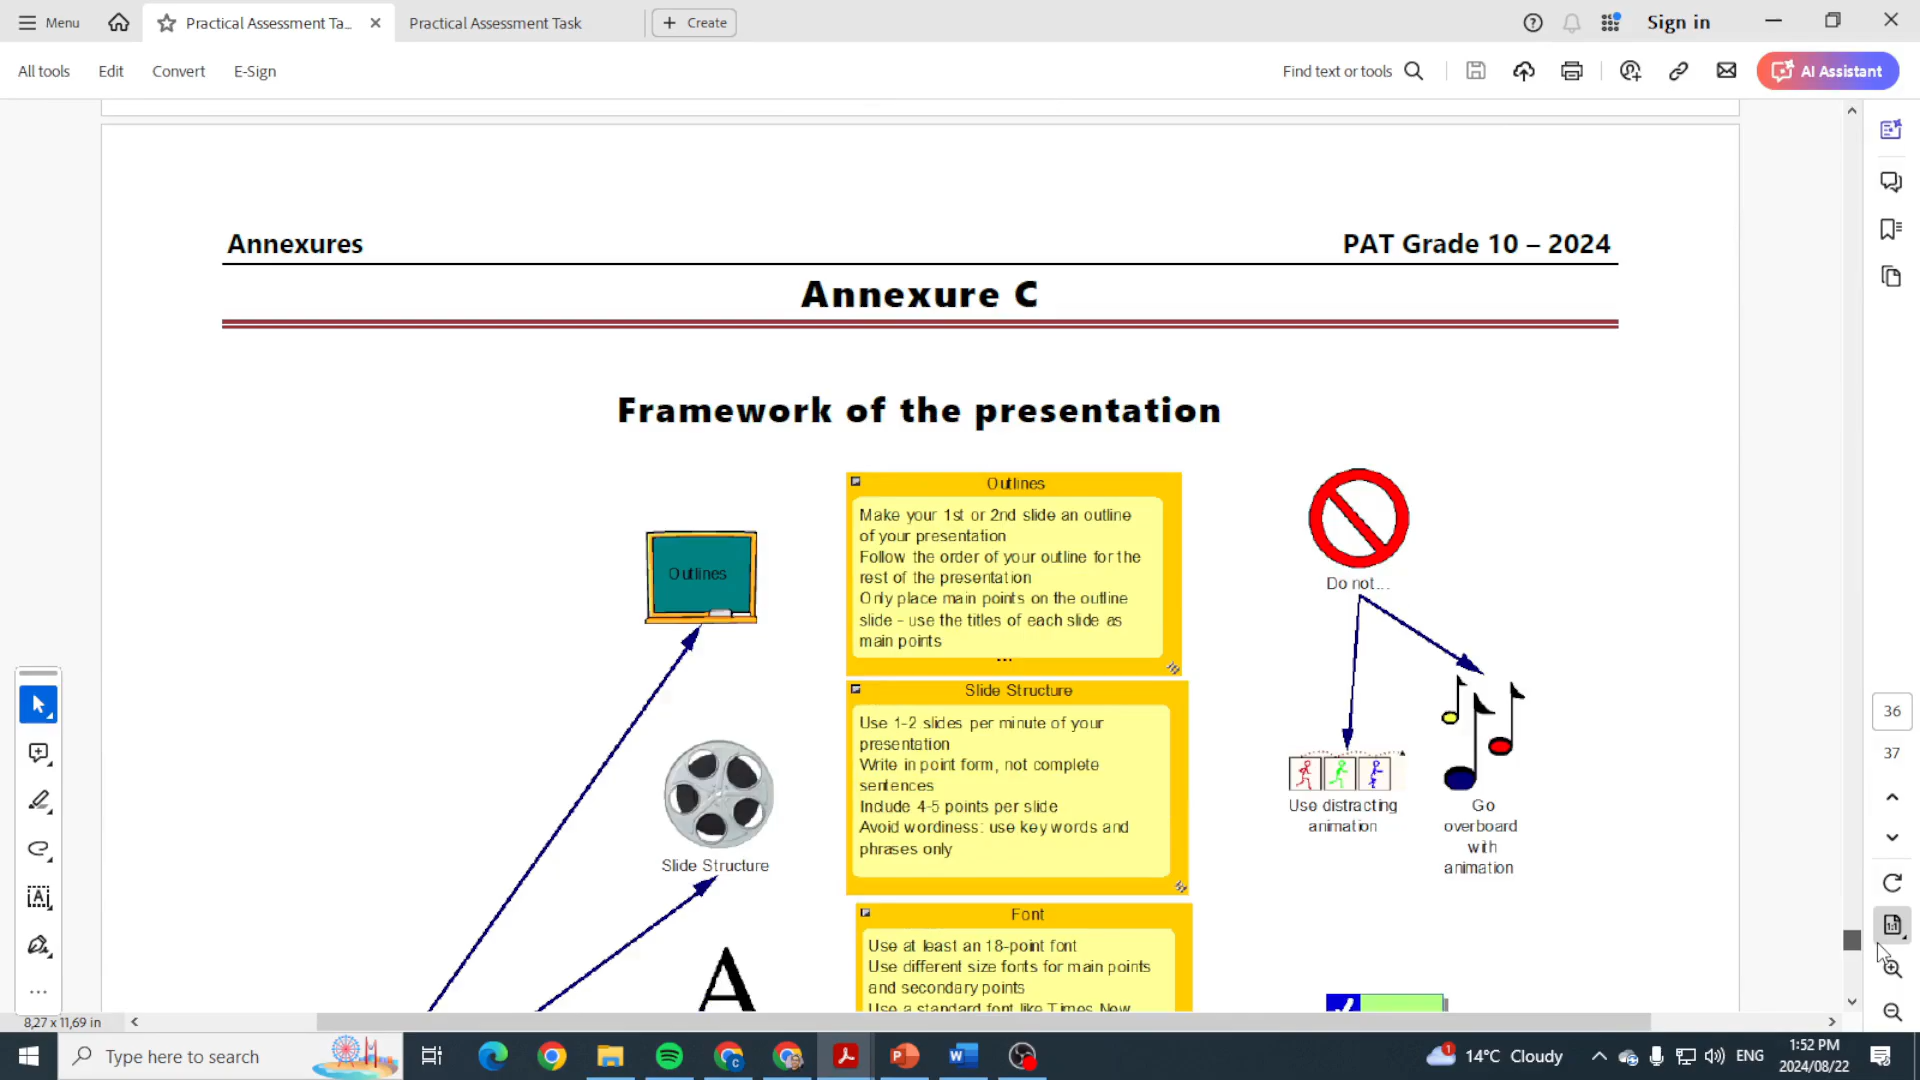 Menu
Practical Assessment Ta...
Practical Assessment Task
Create
Sign in
All tools
Edit
Convert
E-Sign
Find text or tools
AI Assistant
Annexures
PAT Grade 10 – 2024
Annexure C
Framework of the presentation
Outlines
Outlines
Make your 1st or 2nd slide an outline
of your presentation
Follow the order of your outline for the
rest of the presentation
Only place main points on the outline
slide - use the titles of each slide as
main points
...
Do not...
Slide Structure
Slide Structure
Use 1-2 slides per minute of your
presentation
Write in point form, not complete
sentences
Include 4-5 points per slide
Avoid wordiness: use key words and
phrases only
Use distracting
animation
Go
overboard
with
animation
A
Font
Use at least an 18-point font
Use different size fonts for main points
and secondary points
Use a standard font like Times New
36
37
8,27 x 11,69 in
Type here to search
14°C Cloudy
ENG
1:52 PM
2024/08/22